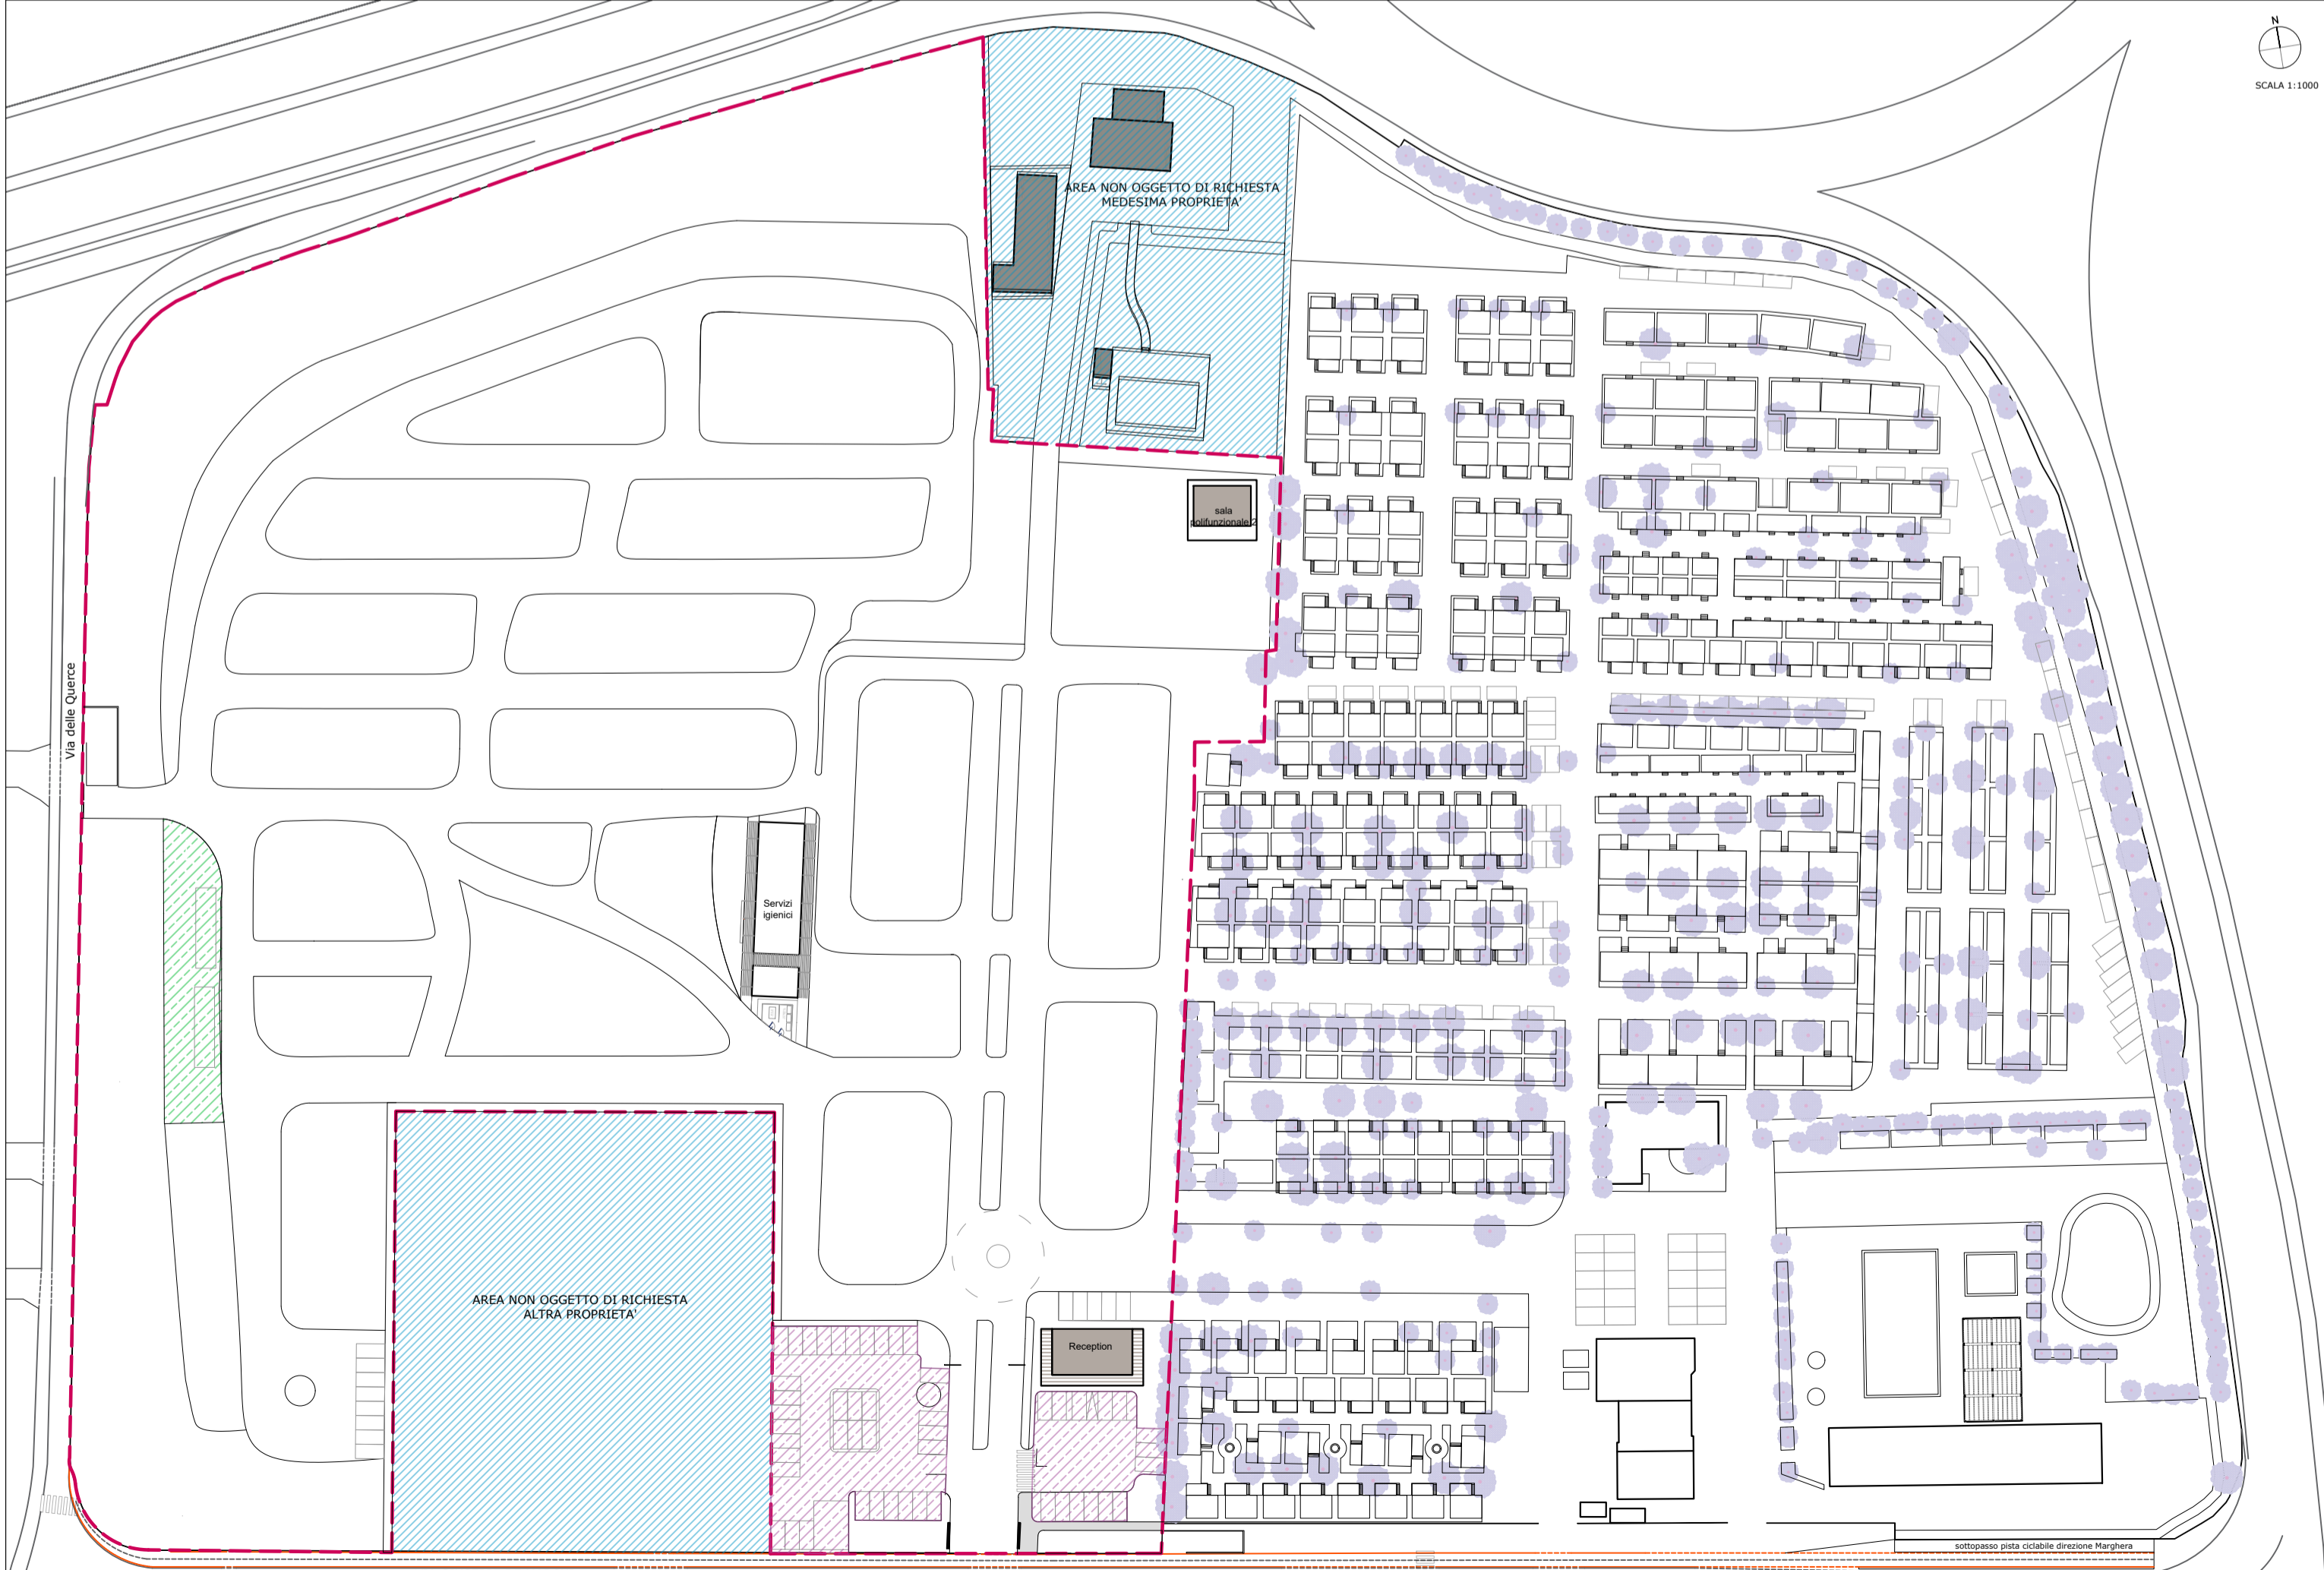 N
SCALA 1:1000
AREA NON OGGETTO DI RICHIESTA
MEDESIMA PROPRIETA'
sala
polifunzionale 2
Via delle Querce
Servizi
igienici
AREA NON OGGETTO DI RICHIESTA
ALTRA PROPRIETA'
Reception
sottopasso pista ciclabile direzione Marghera